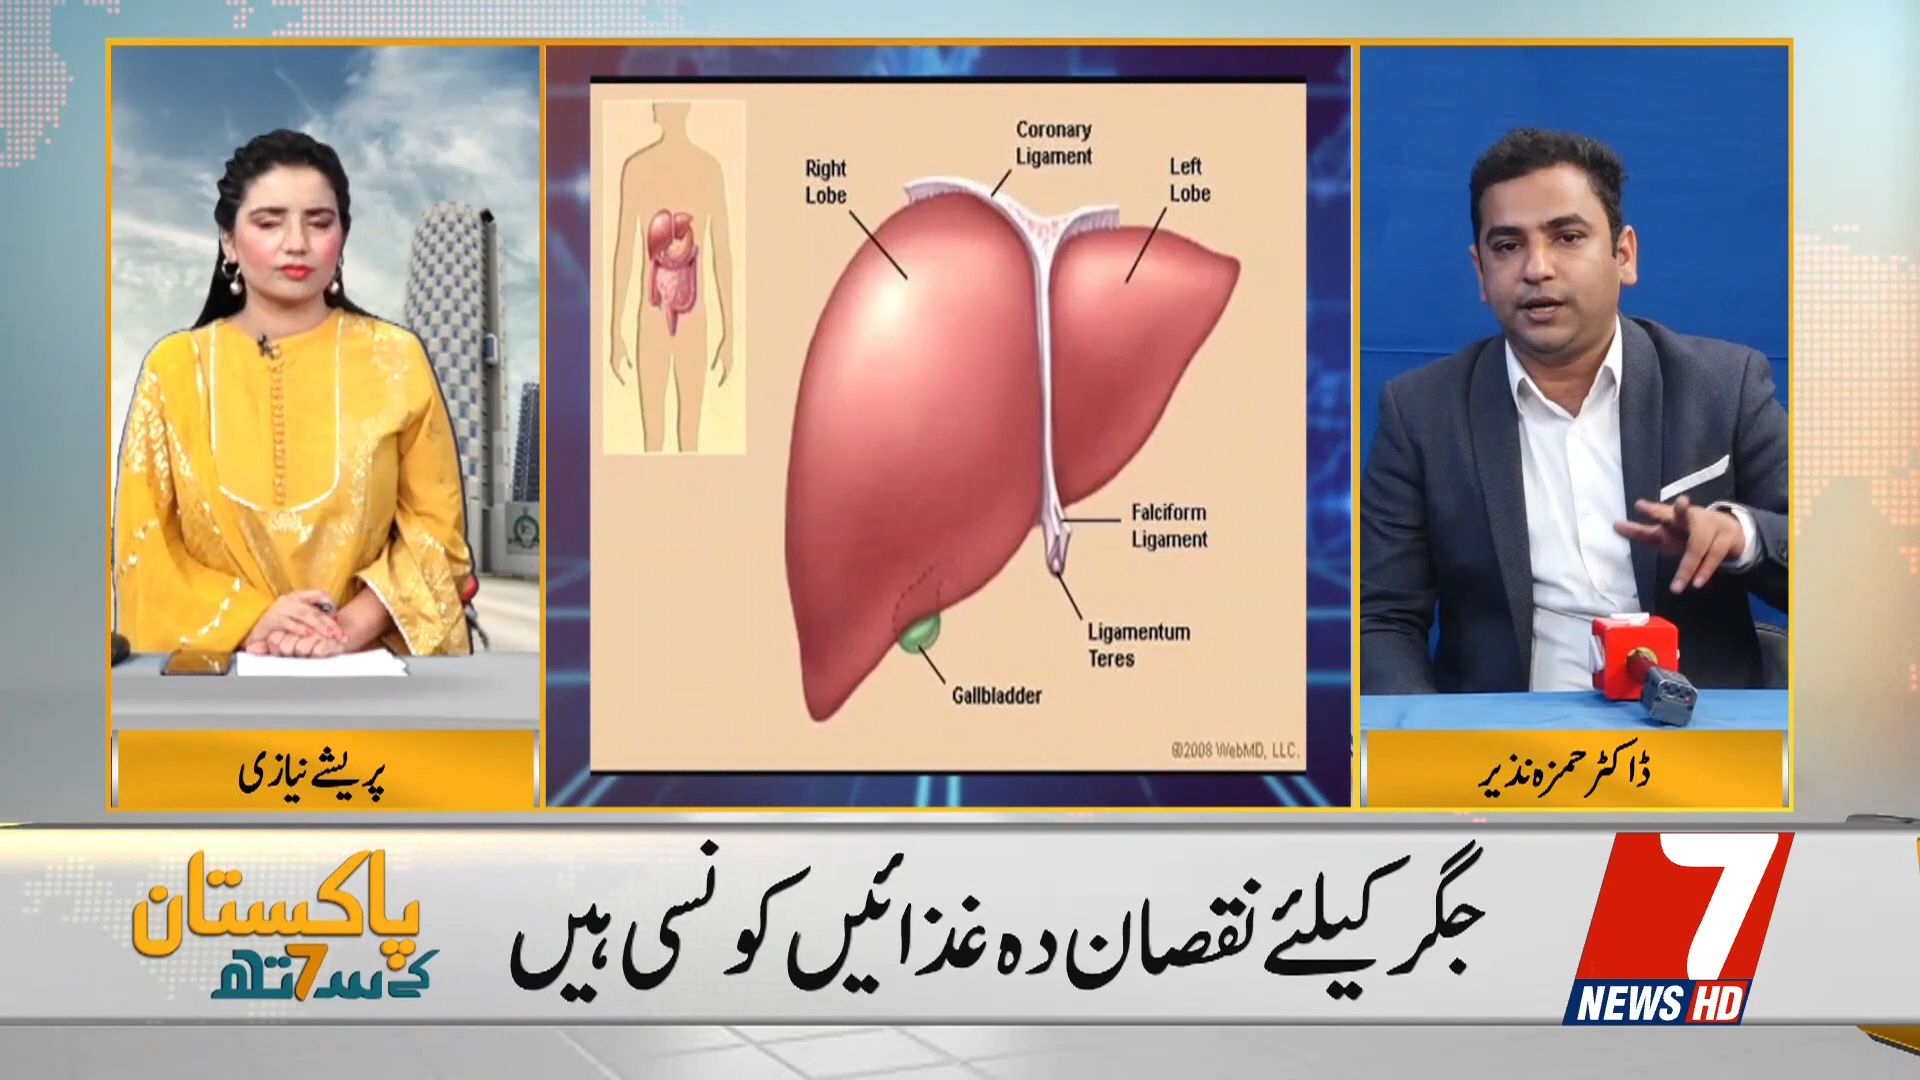 Coronary
Ligament
Right
Lobe
Left
Lobe
Falciform
Ligament
Ligamentum
Teres
Gallbladder
©2008 WebMD, LLC.
پریشے نیازی
ڈاکٹر حمزہ نذیر
جگر کیلئے نقصان دہ غذائیں کونسی ہیں
پاکستان
کے س7تھ
7
NEWS HD